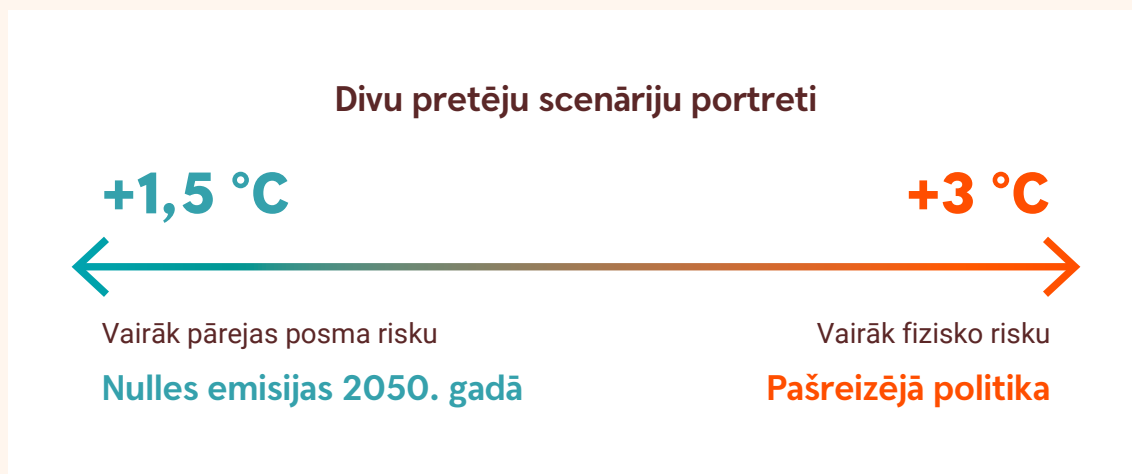 Divu pretēju scenāriju portreti
+1,5 °C
+3 °C
Vairāk pārejas posma risku
Vairāk fizisko risku
Nulles emisijas 2050. gadā
Pašreizējā politika